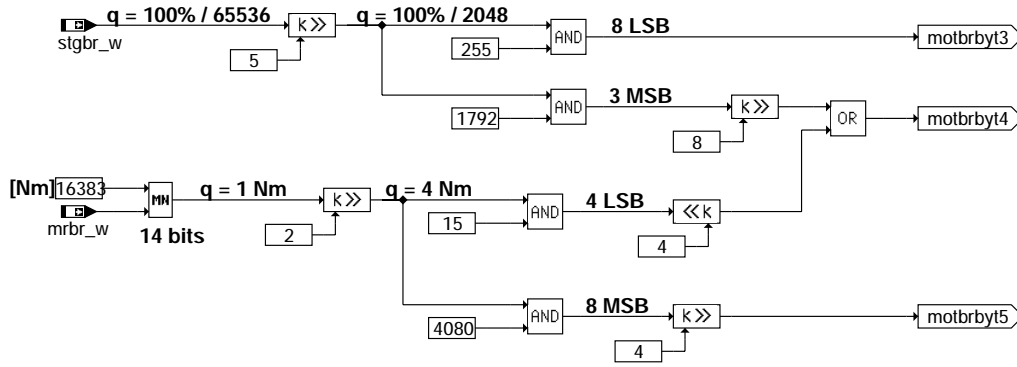 q = 100% / 65536
q = 100% / 2048
8 LSB
k>>
AND
motbrbyt3
stgbr_w
255
5
3 MSB
k>>
AND
OR
motbrbyt4
1792
8
[Nm] 16383
q = 1 Nm
q = 4 Nm
4 LSB
MN
k>>
AND
<<k
mrbr_w
14 bits
2
15
4
8 MSB
AND
k>>
motbrbyt5
4080
4